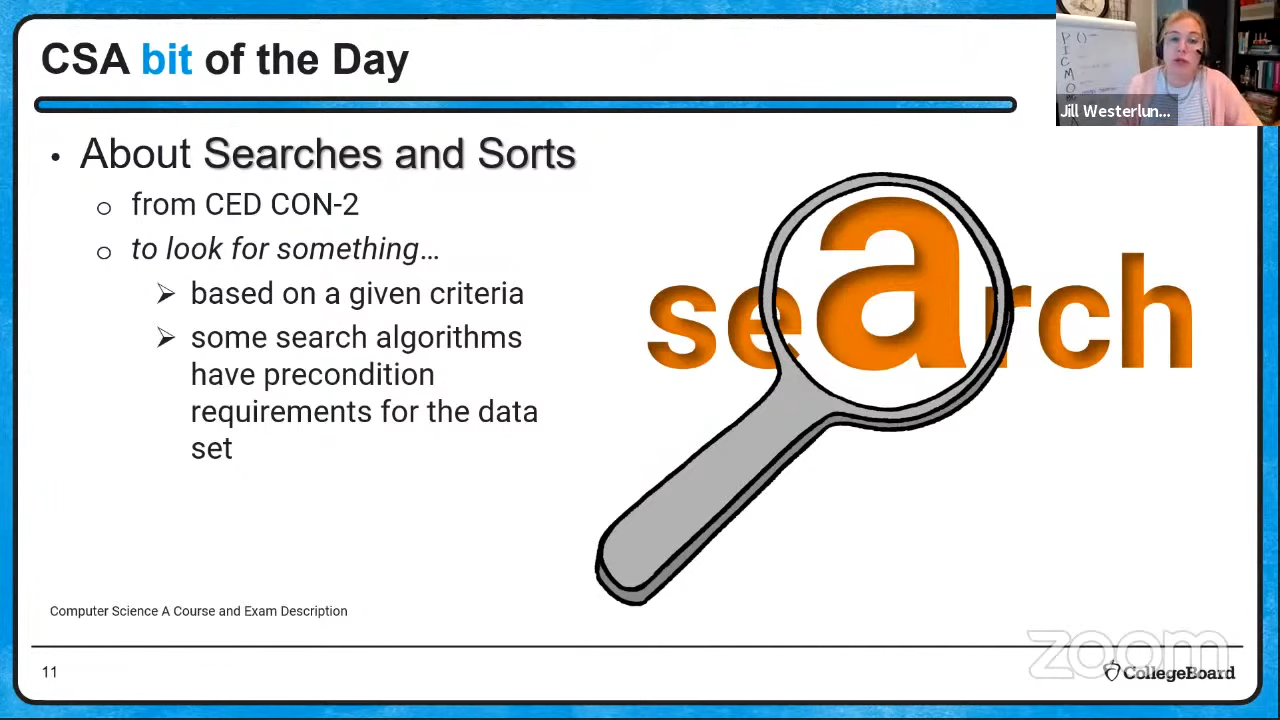 CSA bit of the Day
Jill Westerlun...
P () -
I
C
M
O
• About Searches and Sorts
o from CED CON-2
o to look for something…
➢ based on a given criteria
➢ some search algorithms
have precondition
requirements for the data
set
search
Computer Science A Course and Exam Description
11
zoom
CollegeBoard